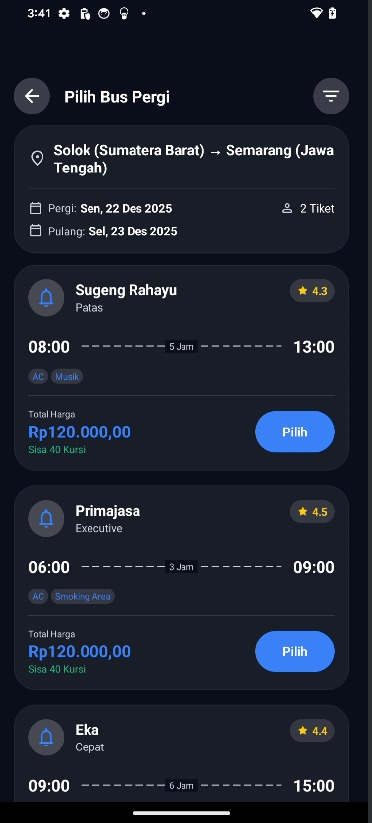 3:41
Pilih Bus Pergi
Solok (Sumatera Barat) → Semarang (Jawa
Tengah)
Pergi: Sen, 22 Des 2025
2 Tiket
Pulang: Sel, 23 Des 2025
Sugeng Rahayu
4.3
Patas
08:00
5 Jam
13:00
AC
Musik
Total Harga
Rp120.000,00
Sisa 40 Kursi
Pilih
Primajasa
4.5
Executive
06:00
3 Jam
09:00
AC
Smoking Area
Total Harga
Rp120.000,00
Sisa 40 Kursi
Pilih
Eka
4.4
Cepat
09:00
6 Jam
15:00